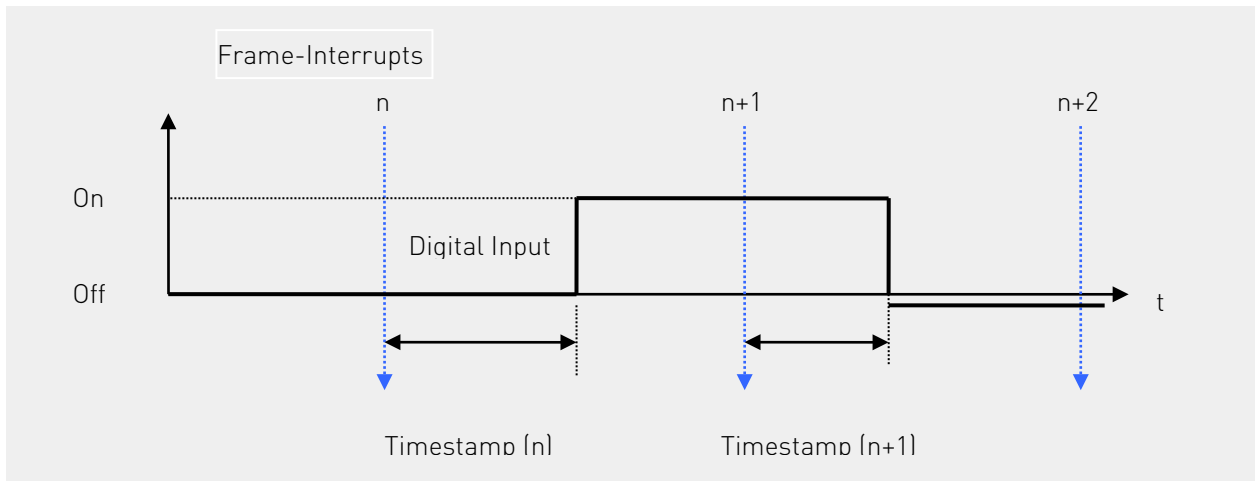 Frame-Interrupts
n n+1 n+2
On
Digital Input
Off
t
Timestamp (n) Timestamp (n+1)